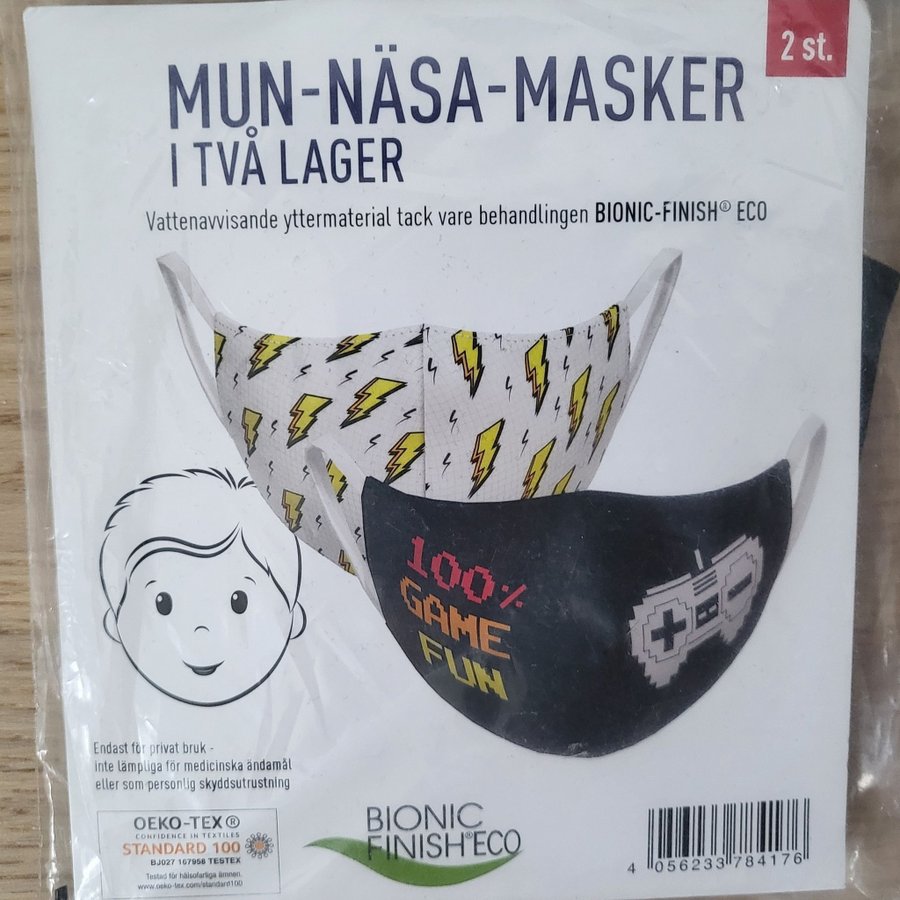 2 st.
MUN-NÄSA-MASKER
I TVÅ LAGER
Vattenavvisande yttermaterial tack vare behandlingen BIONIC-FINISH® ECO
100%
GAME
FUN
Endast för privat bruk -
inte lämpliga för medicinska ändamål
eller som personlig skyddsutrustning
OEKO-TEX®
CONFIDENCE IN TEXTILES
STANDARD 100
BJ027 167958 TESTEX
Testad för hälsofarliga ämnen.
www.oeko-tex.com/standard100
BIONIC
FINISH®ECO
4 056233 784176